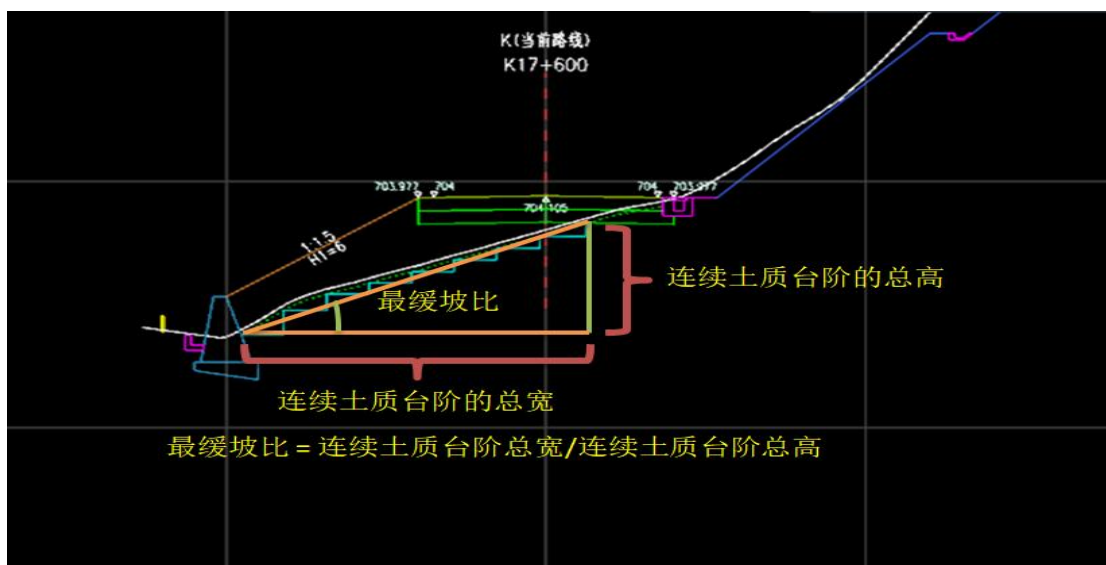 K(当前路线)
K17+600
703.977
704
704
703.977
704.105
1:1.5
H1=6
连续土质台阶的总高
最缓坡比
连续土质台阶的总宽
最缓坡比 = 连续土质台阶总宽/连续土质台阶总高